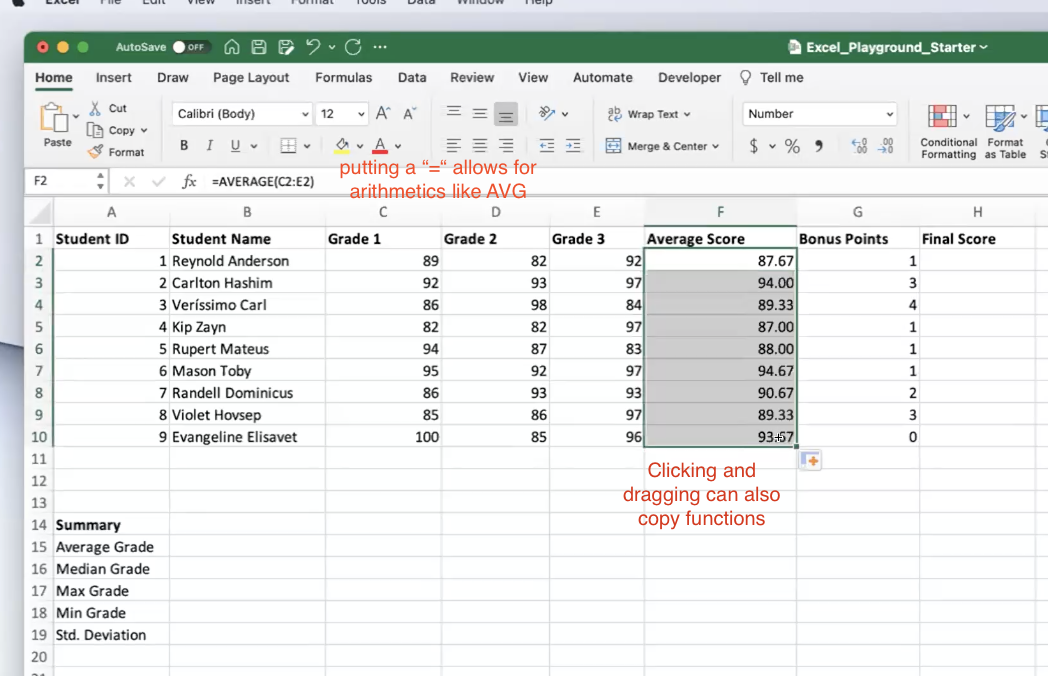 Excel File Edit View Insert Format Tools Data Window Help
AutoSave OFF Excel_Playground_Starter
Home Insert Draw Page Layout Formulas Data Review View Automate Developer Tell me
Cut
Copy
Format
Paste
Calibri (Body) 12
B I U
Wrap Text
Merge & Center
Number
$ %
Conditional Formatting
Format as Table
F2 fx =AVERAGE(C2:E2)
putting a “=“ allows for
arithmetics like AVG
A B C D E F G H
1 Student ID Student Name Grade 1 Grade 2 Grade 3 Average Score Bonus Points Final Score
2 1 Reynold Anderson 89 82 92 87.67 1
3 2 Carlton Hashim 92 93 97 94.00 3
4 3 Veríssimo Carl 86 98 84 89.33 4
5 4 Kip Zayn 82 82 97 87.00 1
6 5 Rupert Mateus 94 87 83 88.00 1
7 6 Mason Toby 95 92 97 94.67 1
8 7 Randell Dominicus 86 93 93 90.67 2
9 8 Violet Hovsep 85 86 97 89.33 3
10 9 Evangeline Elisavet 100 85 96 93.67 0
11
Clicking and
dragging can also
copy functions
12
13
14 Summary
15 Average Grade
16 Median Grade
17 Max Grade
18 Min Grade
19 Std. Deviation
20